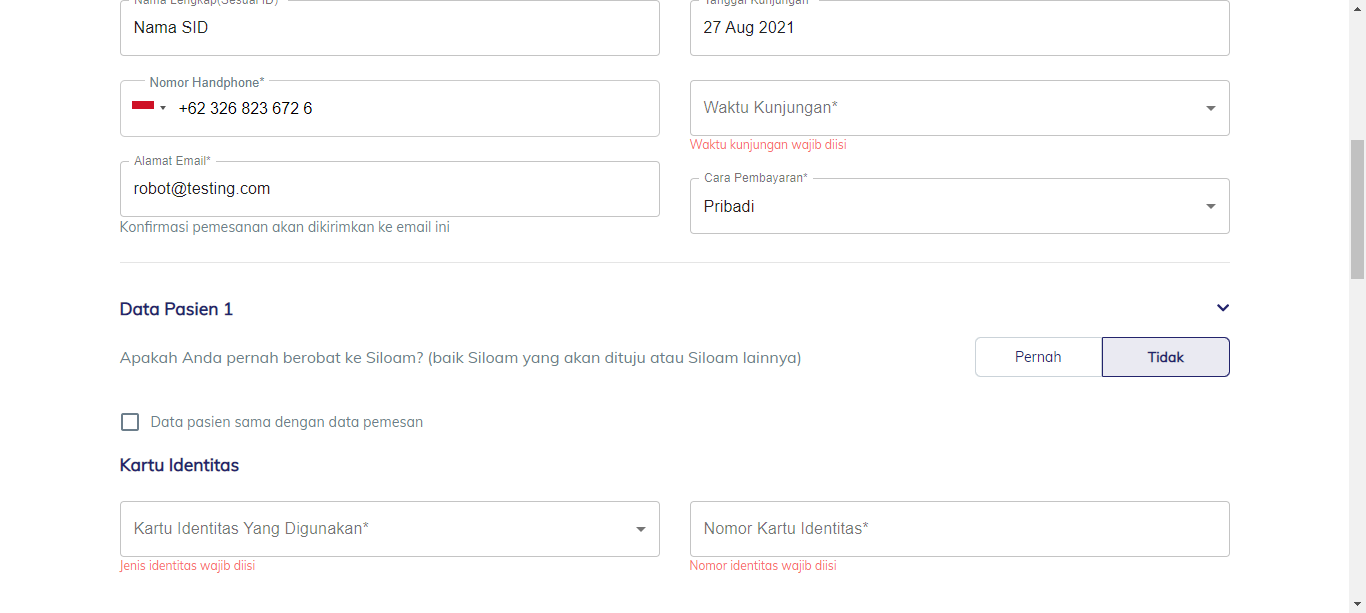 Nama Lengkap(Sesuai ID)
Nama SID
Tanggal Kunjungan
27 Aug 2021
Nomor Handphone*
+62 326 823 672 6
Waktu Kunjungan*
Waktu kunjungan wajib diisi
Alamat Email*
robot@testing.com
Konfirmasi pemesanan akan dikirimkan ke email ini
Cara Pembayaran*
Pribadi
Data Pasien 1
Apakah Anda pernah berobat ke Siloam? (baik Siloam yang akan dituju atau Siloam lainnya)
Pernah
Tidak
Data pasien sama dengan data pemesan
Kartu Identitas
Kartu Identitas Yang Digunakan*
Jenis identitas wajib diisi
Nomor Kartu Identitas*
Nomor identitas wajib diisi